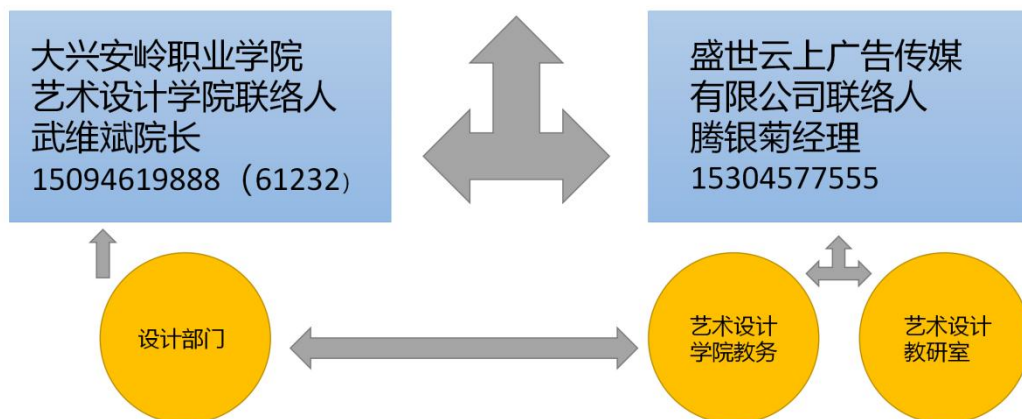 大兴安岭职业学院
艺术设计学院联络人
武维斌院长
15094619888（61232）
盛世云上广告传媒
有限公司联络人
腾银菊经理
15304577555
设计部门
艺术设计
学院教务
艺术设计
教研室